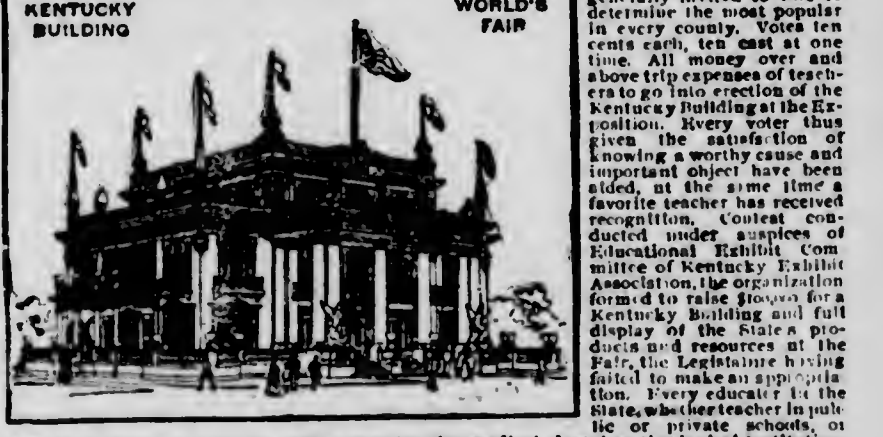 KENTUCKY
BUILDING
WORLD'S
FAIR
determine the most popular
in every county. Votes ten
cents each, ten cast at one
time. All money over and
above trip expenses of teach-
ers to go into erection of the
Kentucky Building at the Ex-
position. Every voter thus
given the satisfaction of
knowing a worthy cause and
important object have been
aided, at the same time a
favorite teacher has received
recognition. Contest con-
ducted under auspices of
Educational Exhibit Com
mittee of Kentucky Exhibit
Association, the organization
formed to raise for a
Kentucky Building and full
display of the State's pro-
ducts and resources at the
Fair, the Legislature having
failed to make an appropria
tion. Every educater in the
State, whether teacher in pub-
lic or private schools, or